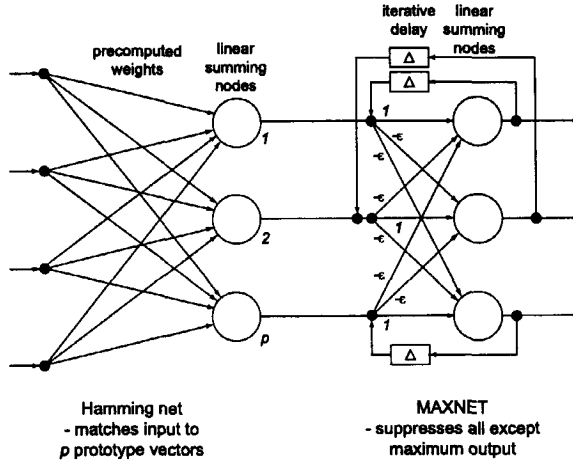 precomputed
weights
linear
summing
nodes
iterative
delay
linear
summing
nodes
Δ
Δ
1
1
-ε
-ε
-ε
2
1
-ε
-ε
-ε
p
1
Δ
Hamming net
- matches input to
p prototype vectors
MAXNET
- suppresses all except
maximum output